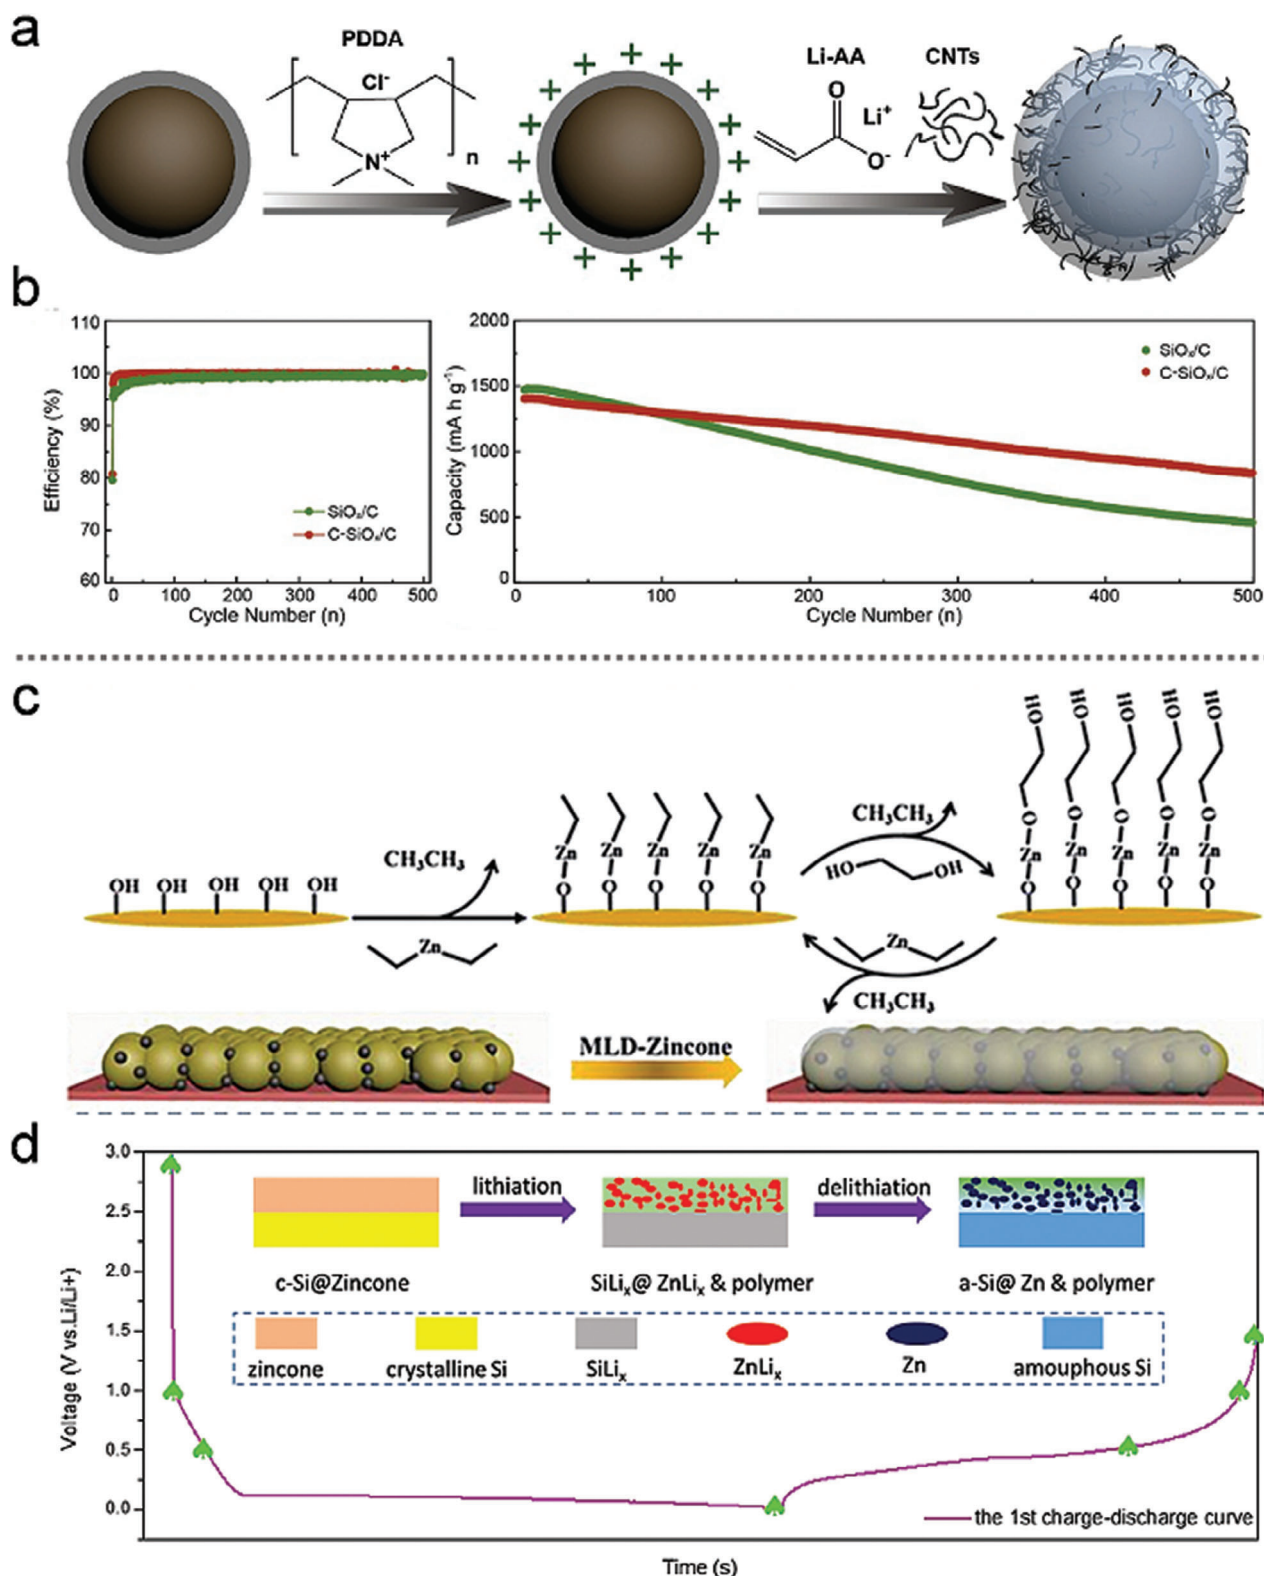 a
PDDA
Cl-
N+
n
Li-AA
CNTs
O
Li+
O-
b
110
100
90
80
70
60
Efficiency (%)
SiOx/C
C-SiOx/C
0 100 200 300 400 500
Cycle Number (n)
2000
1500
1000
500
0
Capacity (mA h g-1)
SiOx/C
C-SiOx/C
0 100 200 300 400 500
Cycle Number (n)
c
OH OH OH OH OH
CH3CH3
Zn
Zn Zn Zn Zn Zn
O O O O O
CH3CH3
HO OH
Zn
CH3CH3
HO HO HO HO HO
O O O O O
Zn Zn Zn Zn Zn
O O O O O
MLD-Zincone
d
3.0
2.5
2.0
1.5
1.0
0.5
0.0
Voltage (V vs.Li/Li+)
lithiation
delithiation
c-Si@Zincone
SiLix@ ZnLix & polymer
a-Si@ Zn & polymer
zincone
crystalline Si
SiLix
ZnLix
Zn
amouphous Si
the 1st charge-discharge curve
Time (s)